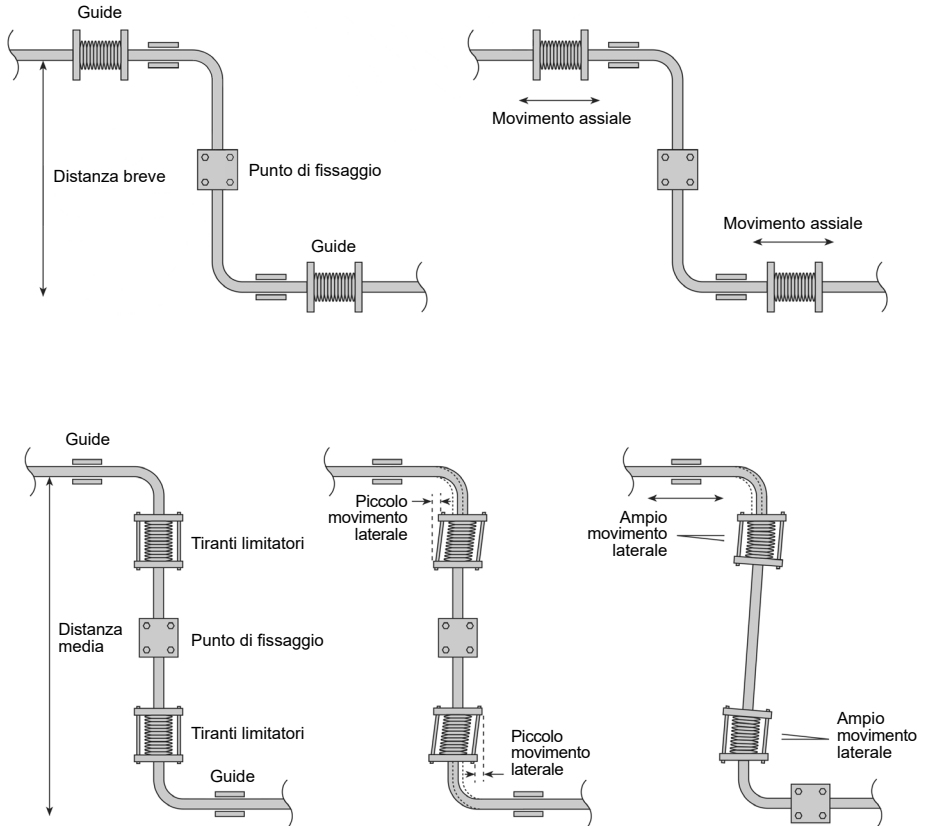 Guide
Distanza breve
Punto di fissaggio
Guide
Movimento assiale
Movimento assiale
Guide
Tiranti limitatori
Distanza
media
Punto di fissaggio
Tiranti limitatori
Guide
Piccolo
movimento
laterale
Piccolo
movimento
laterale
Ampio
movimento
laterale
Ampio
movimento
laterale